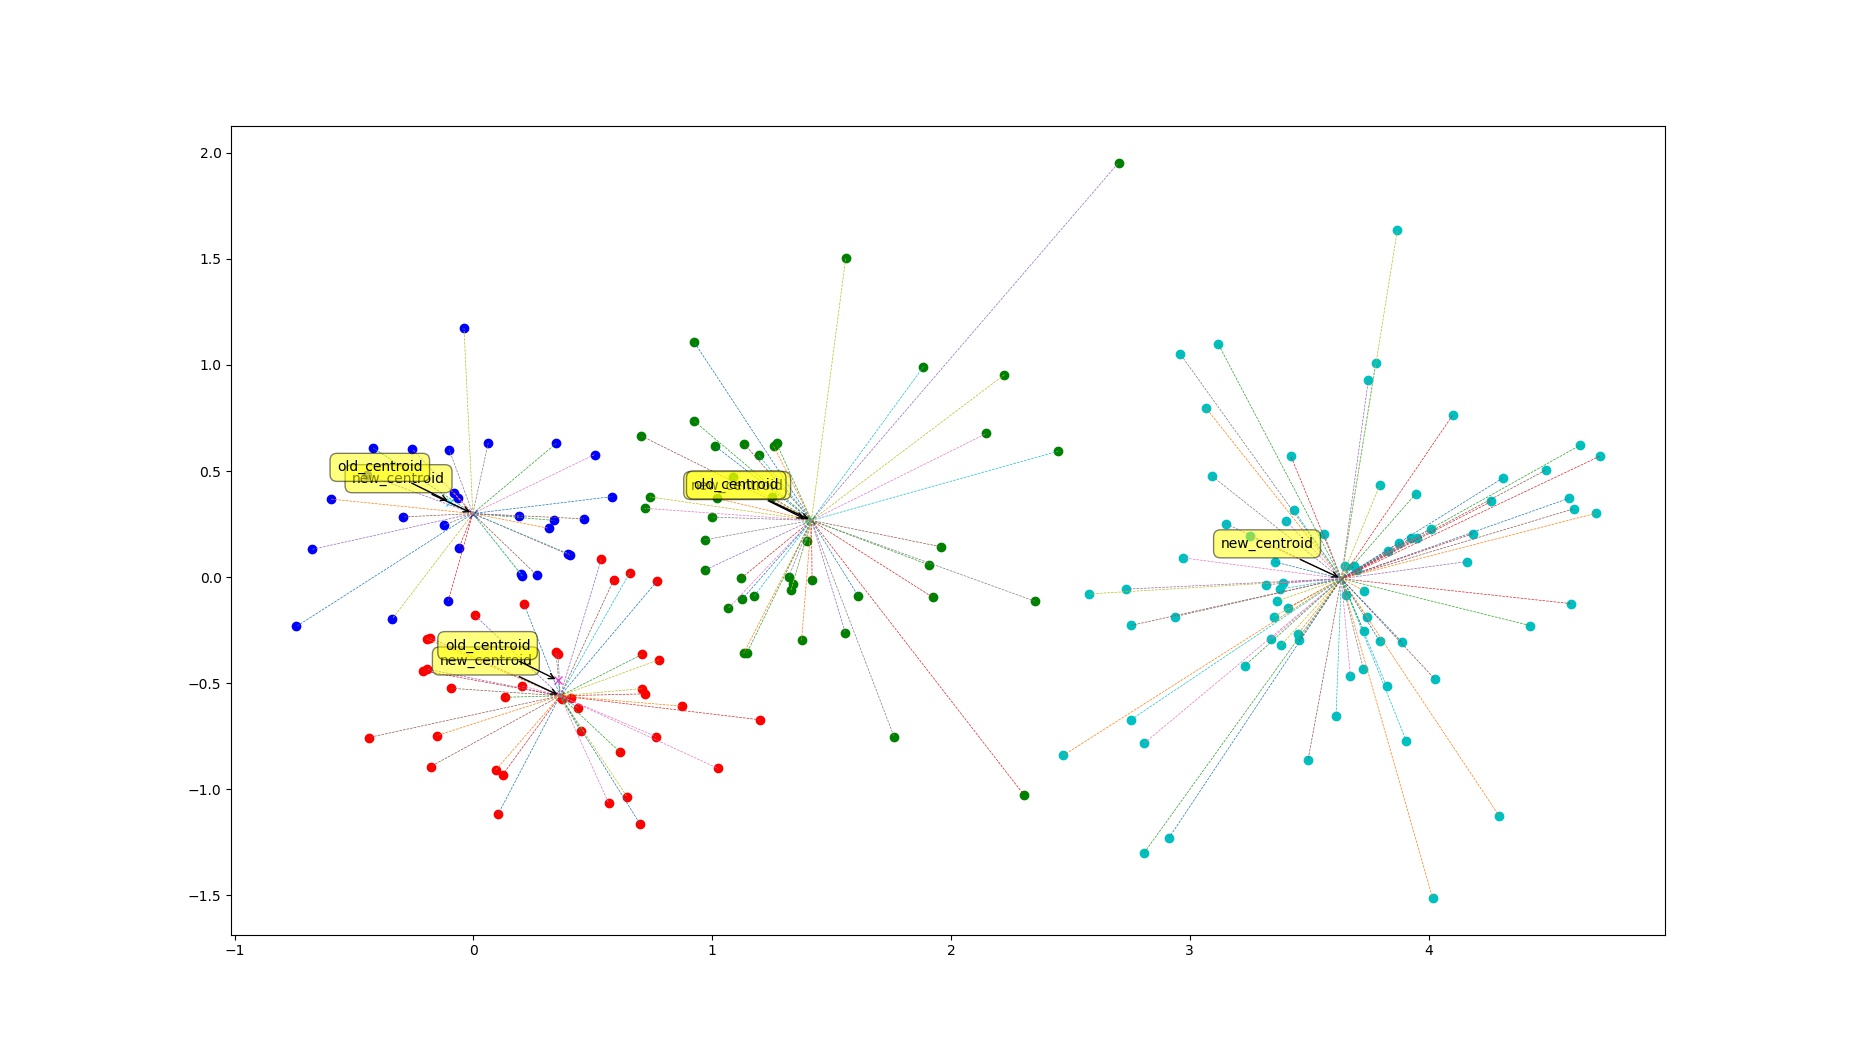 2.0
1.5
1.0
0.5
0.0
−0.5
−1.0
−1.5
old_centroid
new_centroid
new_centroid
old_centroid
new_centroid
old_centroid
new_centroid
−1 0 1 2 3 4